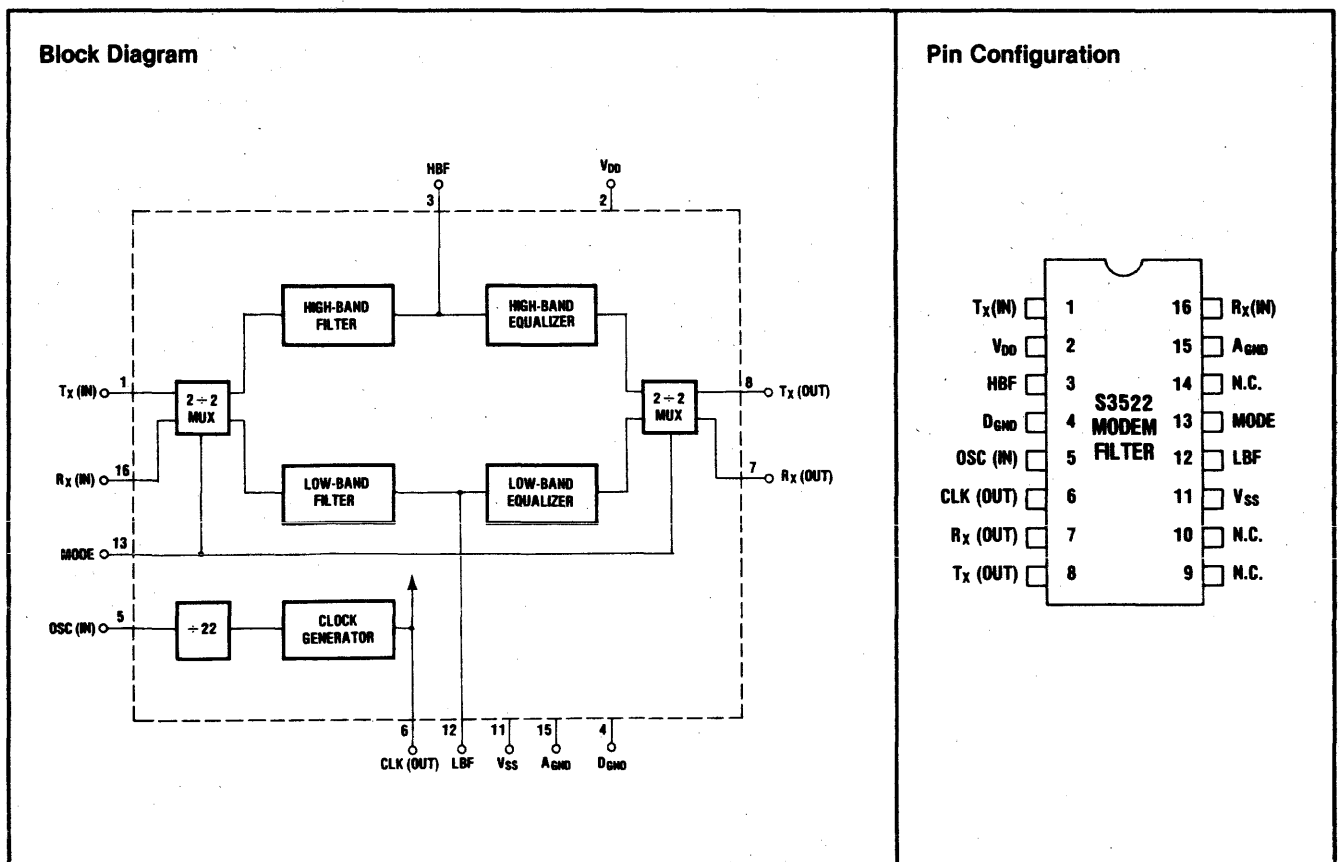 Block Diagram
HBF
3
VDD
2
HIGH-BAND
FILTER
HIGH-BAND
EQUALIZER
TX (IN) 1
2 ÷ 2
MUX
2 ÷ 2
MUX
8 TX (OUT)
RX (IN) 16
7 RX (OUT)
LOW-BAND
FILTER
LOW-BAND
EQUALIZER
MODE 13
OSC (IN) 5
÷22
CLOCK
GENERATOR
6
CLK (OUT)
12
LBF
11
VSS
15
AGND
4
DGND
Pin Configuration
TX(IN) 1
VDD 2
HBF 3
DGND 4
OSC (IN) 5
CLK (OUT) 6
RX (OUT) 7
TX (OUT) 8
S3522
MODEM
FILTER
16 RX(IN)
15 AGND
14 N.C.
13 MODE
12 LBF
11 VSS
10 N.C.
9 N.C.